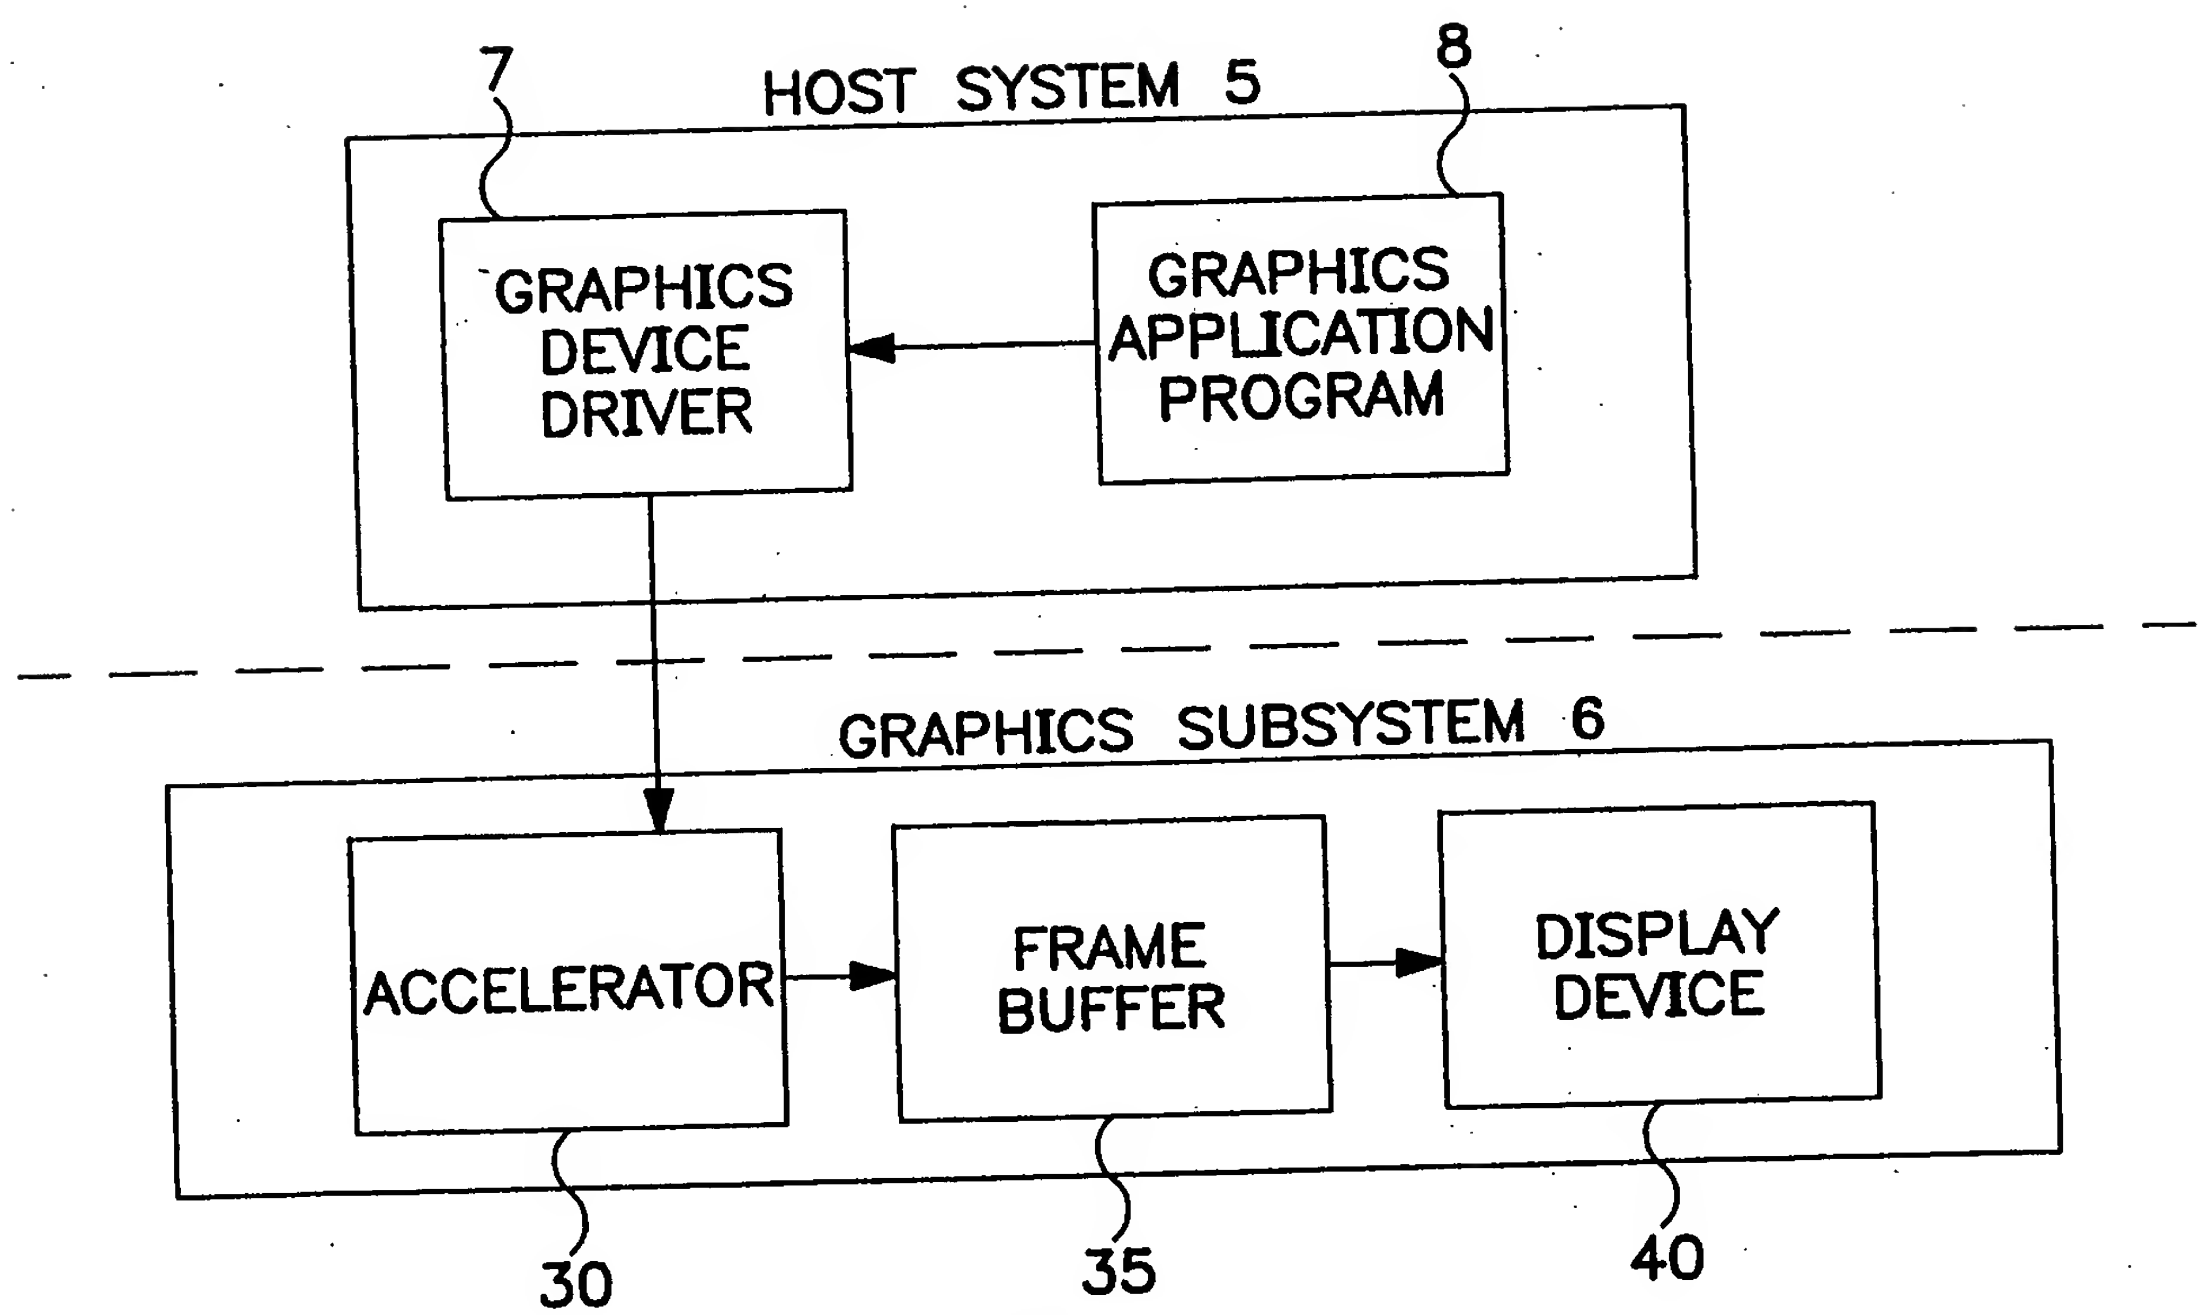 7
8
HOST SYSTEM 5
GRAPHICS
DEVICE
DRIVER
GRAPHICS
APPLICATION
PROGRAM
GRAPHICS SUBSYSTEM 6
ACCELERATOR
FRAME
BUFFER
DISPLAY
DEVICE
30
35
40